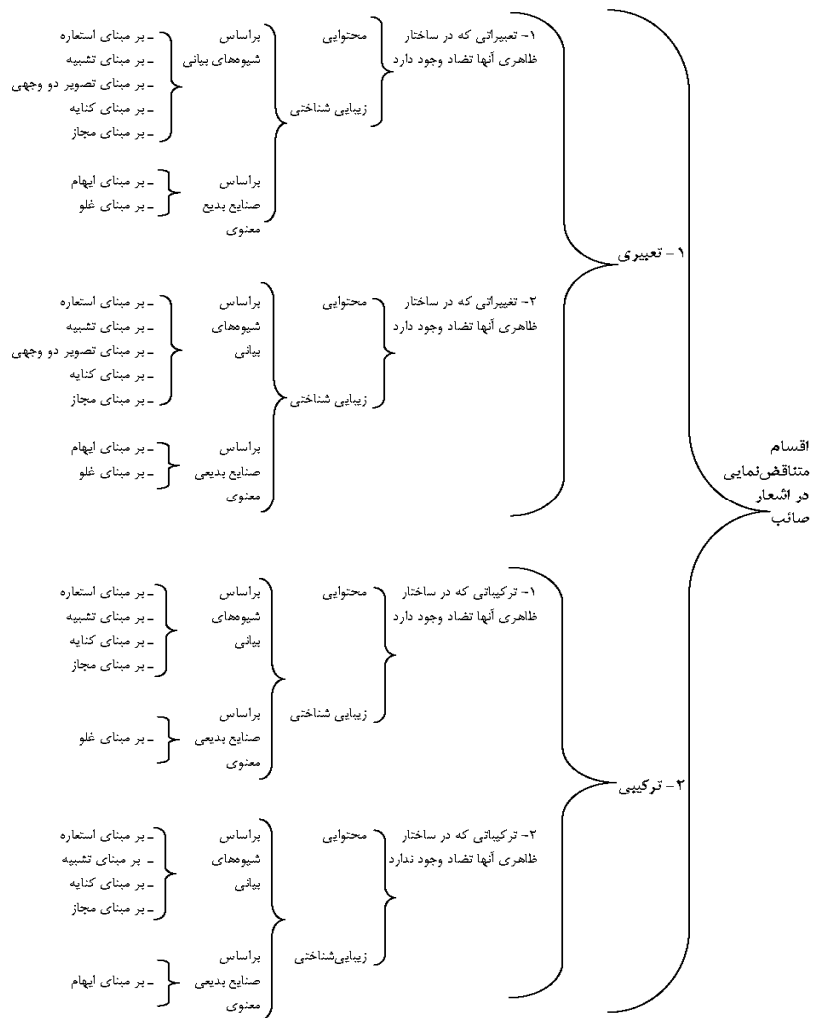 اقسام
متناقض‌نمایی
در اشعار
صائب
۱- تعبیری
۱- تعبیراتی که در ساختار
ظاهری آنها تضاد وجود دارد
محتوایی
زیبایی شناختی
براساس
شیوه‌های بیانی
ـ بر مبنای استعاره
ـ بر مبنای تشبیه
ـ بر مبنای تصویر دو وجهی
ـ بر مبنای کنایه
ـ بر مبنای مجاز
براساس
صنایع بدیع
معنوی
ـ بر مبنای ایهام
ـ بر مبنای غلو
۲- تغییراتی که در ساختار
ظاهری آنها تضاد وجود دارد
محتوایی
زیبایی شناختی
براساس
شیوه‌های
بیانی
ـ بر مبنای استعاره
ـ بر مبنای تشبیه
ـ بر مبنای تصویر دو وجهی
ـ بر مبنای کنایه
ـ بر مبنای مجاز
براساس
صنایع بدیعی
معنوی
ـ بر مبنای ایهام
ـ بر مبنای غلو
۲- ترکیبی
۱- ترکیباتی که در ساختار
ظاهری آنها تضاد وجود دارد
محتوایی
زیبایی شناختی
براساس
شیوه‌های
بیانی
ـ بر مبنای استعاره
ـ بر مبنای تشبیه
ـ بر مبنای کنایه
ـ بر مبنای مجاز
براساس
صنایع بدیعی
معنوی
ـ بر مبنای غلو
۲- ترکیباتی که در ساختار
ظاهری آنها تضاد وجود ندارد
محتوایی
زیبایی‌شناختی
براساس
شیوه‌های
بیانی
ـ بر مبنای استعاره
ـ بر مبنای تشبیه
ـ بر مبنای کنایه
ـ بر مبنای مجاز
براساس
صنایع بدیعی
معنوی
ـ بر مبنای ایهام